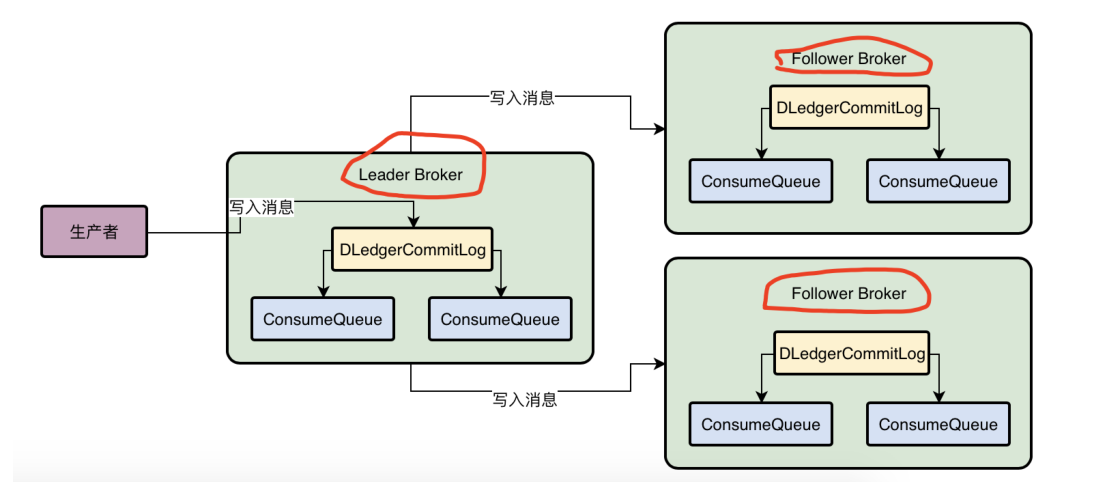 生产者
写入消息
Leader Broker
DLedgerCommitLog
ConsumeQueue
ConsumeQueue
写入消息
Follower Broker
DLedgerCommitLog
ConsumeQueue
ConsumeQueue
写入消息
Follower Broker
DLedgerCommitLog
ConsumeQueue
ConsumeQueue